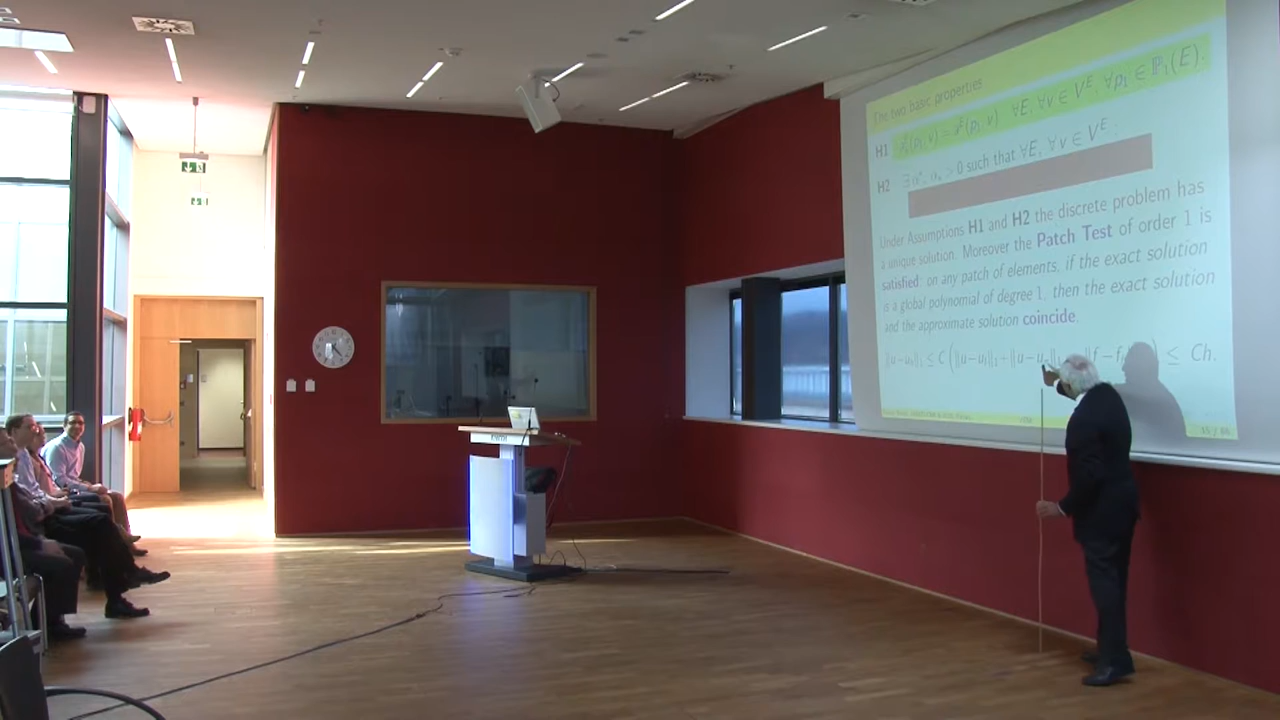 The two basic properties
H1 (p₁, v) = (p₁, v) ∀E, ∀v ∈ Vᴱ, ∀p₁ ∈ ℙ₁(E).
H2 ∃ α*, α⁎ > 0 such that ∀E, ∀ v ∈ Vᴱ:
Under Assumptions H1 and H2 the discrete problem has
a unique solution. Moreover the Patch Test of order 1 is
satisfied: on any patch of elements, if the exact solution
is a global polynomial of degree 1, then the exact solution
and the approximate solution coincide.
≤ C ≤ Ch.